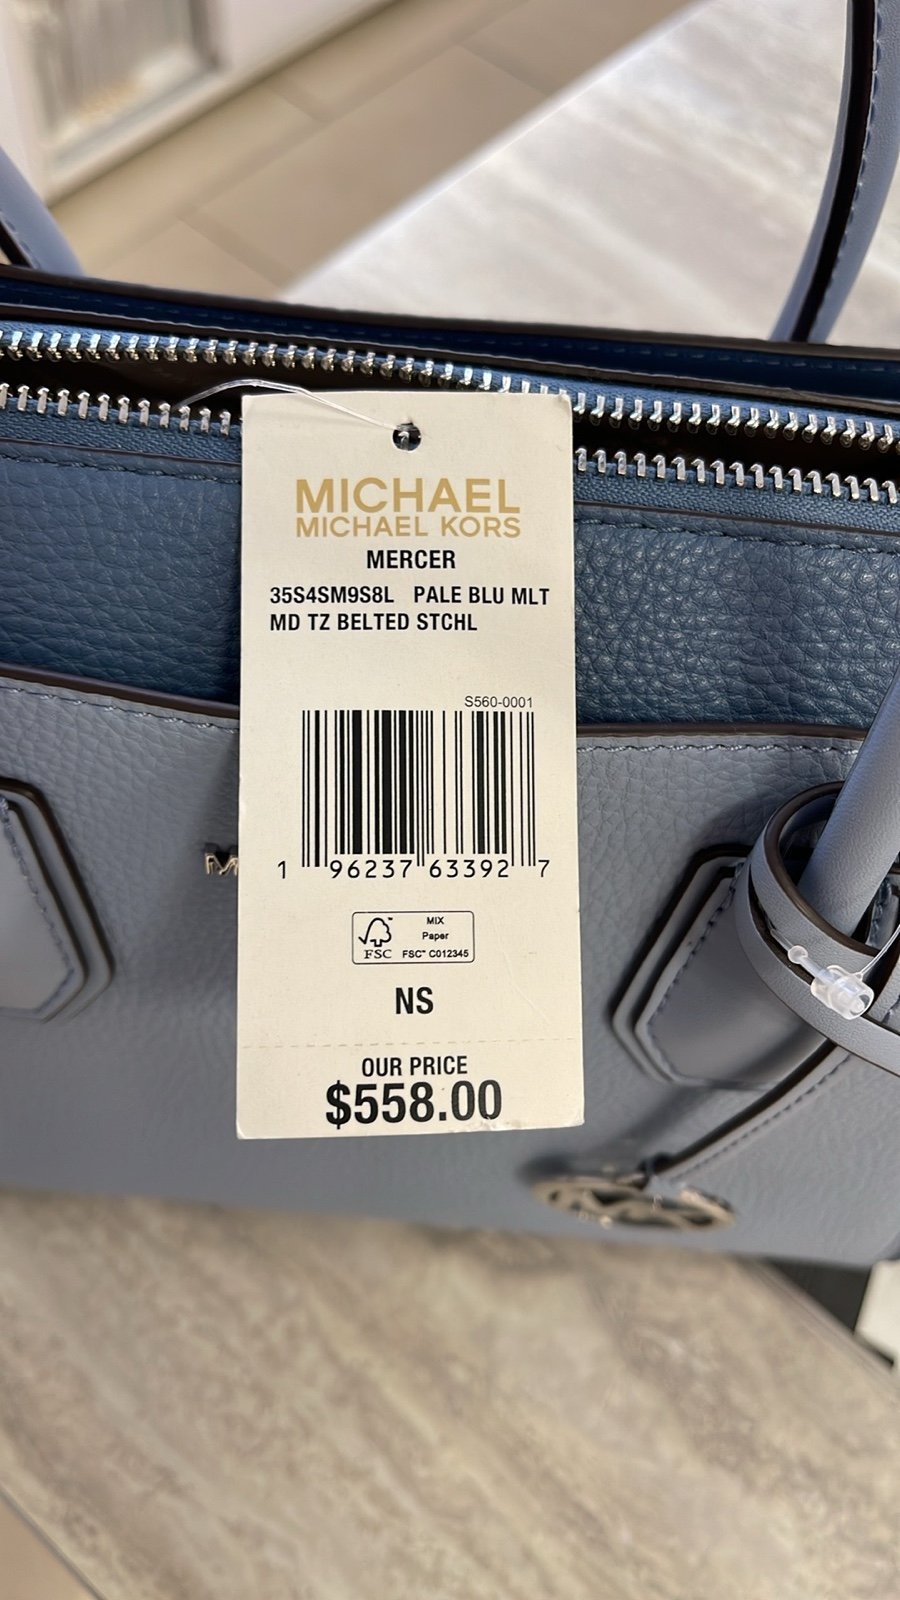 MICHAEL
MICHAEL KORS
MERCER
35S4SM9S8L PALE BLU MLT
MD TZ BELTED STCHL
S560-0001
1 96237 63392 7
FSC
MIX
Paper
FSC™ C012345
NS
OUR PRICE
$558.00
M